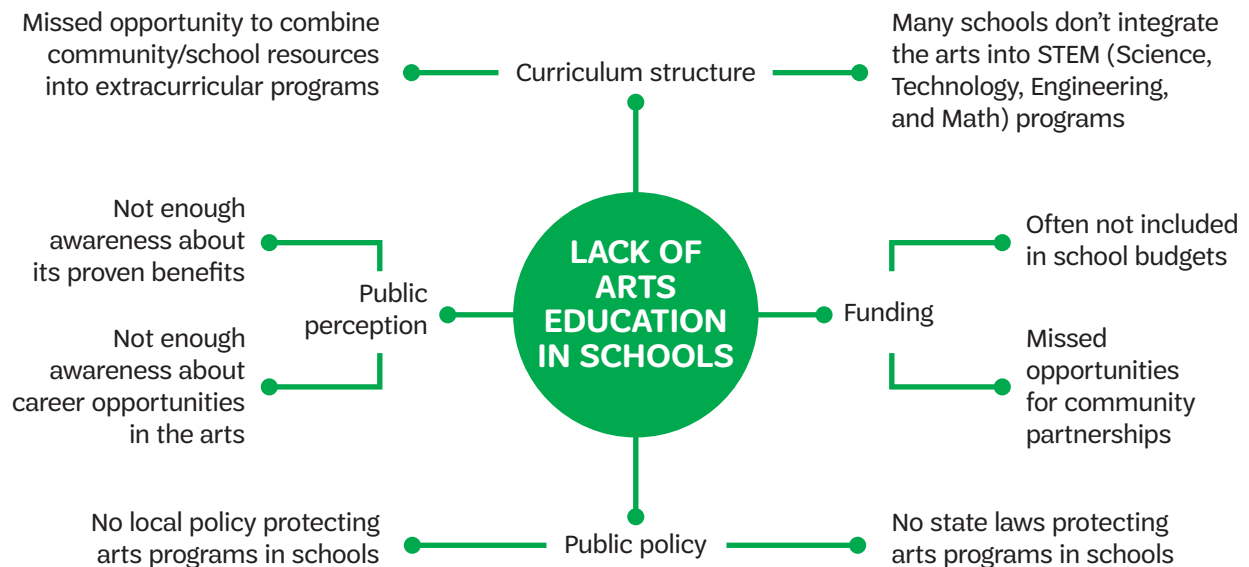 Missed opportunity to combine
community/school resources
into extracurricular programs
Curriculum structure
Many schools don’t integrate
the arts into STEM (Science,
Technology, Engineering,
and Math) programs
Not enough
awareness about
its proven benefits
Public
perception
Not enough
awareness about
career opportunities
in the arts
LACK OF
ARTS
EDUCATION
IN SCHOOLS
Funding
Often not included
in school budgets
Missed
opportunities
for community
partnerships
No local policy protecting
arts programs in schools
Public policy
No state laws protecting
arts programs in schools